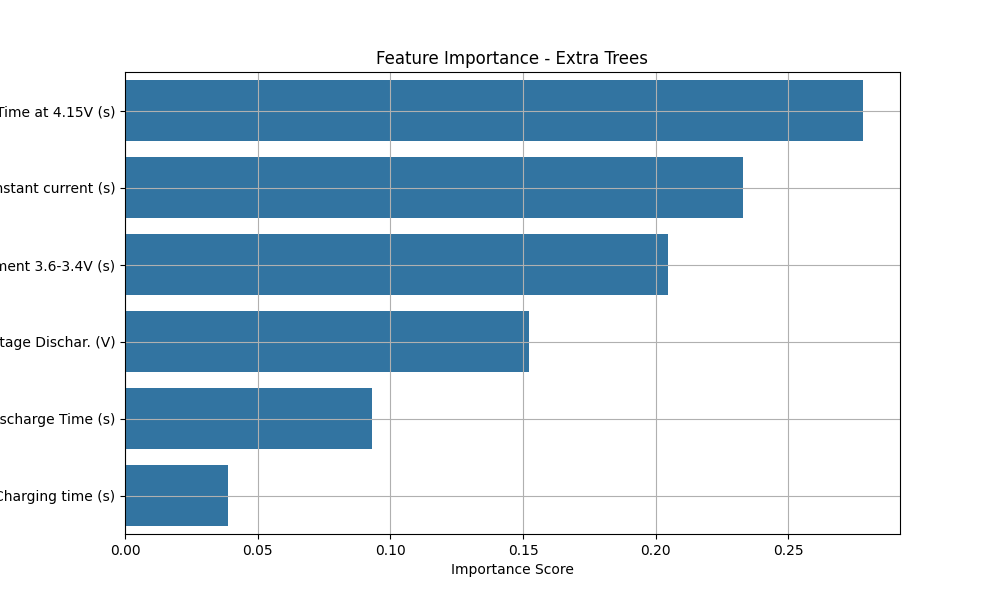 Feature Importance - Extra Trees
Time at 4.15V (s)
nstant current (s)
ment 3.6-3.4V (s)
tage Dischar. (V)
scharge Time (s)
Charging time (s)
0.00 0.05 0.10 0.15 0.20 0.25
Importance Score